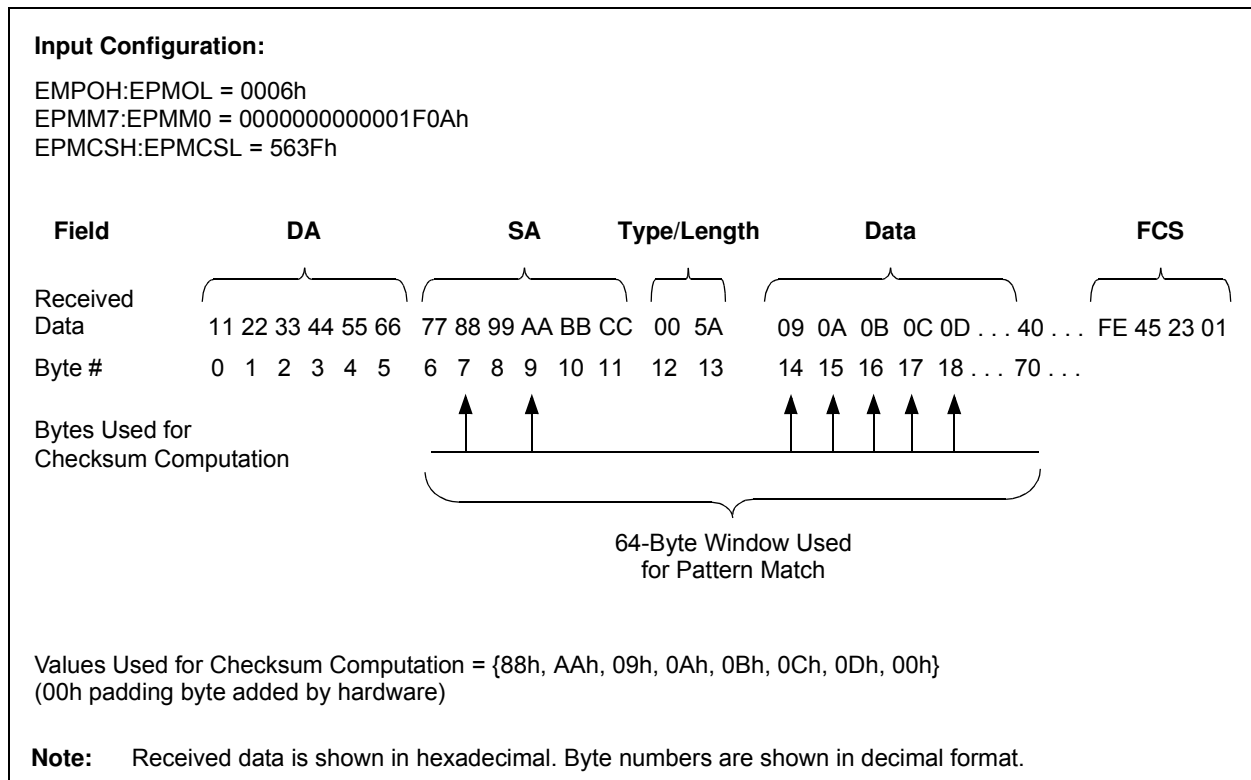 Input Configuration:
EMPOH:EPMOL = 0006h
EPMM7:EPMM0 = 0000000000001F0Ah
EPMCSH:EPMCSL = 563Fh
Field DA SA Type/Length Data FCS
Received
Data 11 22 33 44 55 66 77 88 99 AA BB CC 00 5A 09 0A 0B 0C 0D . . . 40 . . . FE 45 23 01
Byte # 0 1 2 3 4 5 6 7 8 9 10 11 12 13 14 15 16 17 18 . . . 70 . . .
Bytes Used for
Checksum Computation
64-Byte Window Used
for Pattern Match
Values Used for Checksum Computation = {88h, AAh, 09h, 0Ah, 0Bh, 0Ch, 0Dh, 00h}
(00h padding byte added by hardware)
Note: Received data is shown in hexadecimal. Byte numbers are shown in decimal format.